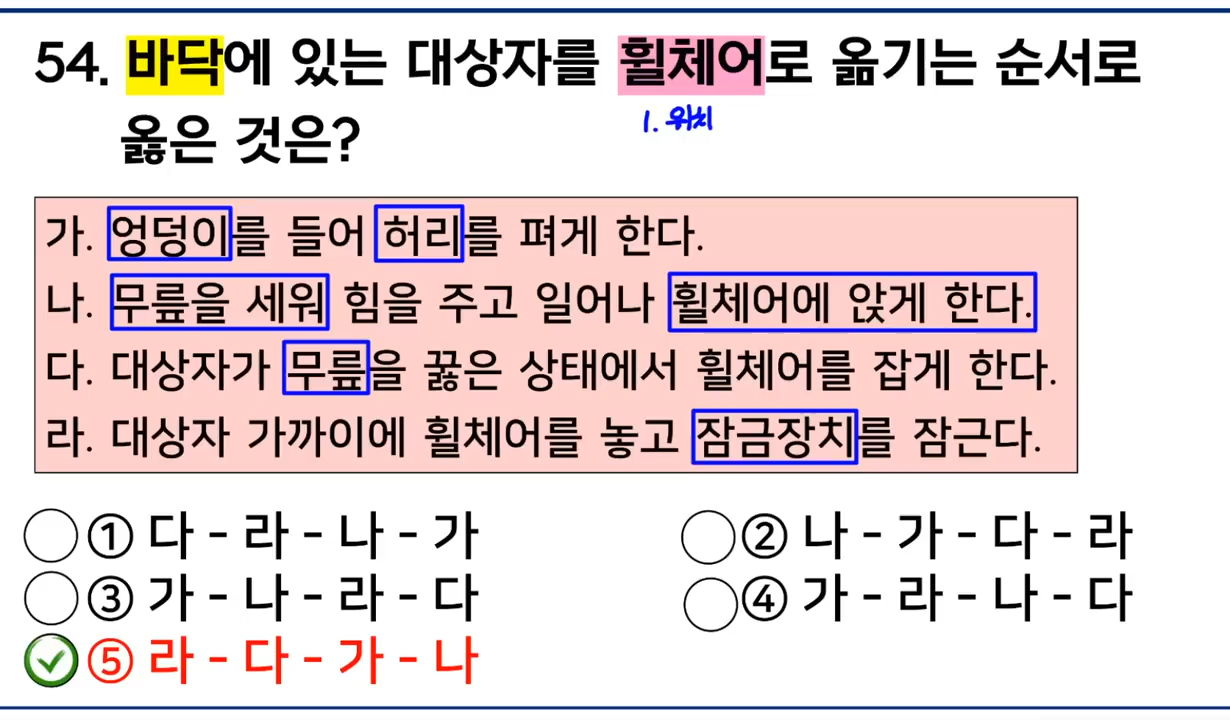 54. 바닥에 있는 대상자를 휠체어로 옮기는 순서로
옳은 것은?
1. 위치
가. 엉덩이를 들어 허리를 펴게 한다.
나. 무릎을 세워 힘을 주고 일어나 휠체어에 앉게 한다.
다. 대상자가 무릎을 꿇은 상태에서 휠체어를 잡게 한다.
라. 대상자 가까이에 휠체어를 놓고 잠금장치를 잠근다.
① 다 - 라 - 나 - 가
② 나 - 가 - 다 - 라
③ 가 - 나 - 라 - 다
④ 가 - 라 - 나 - 다
⑤ 라 - 다 - 가 - 나